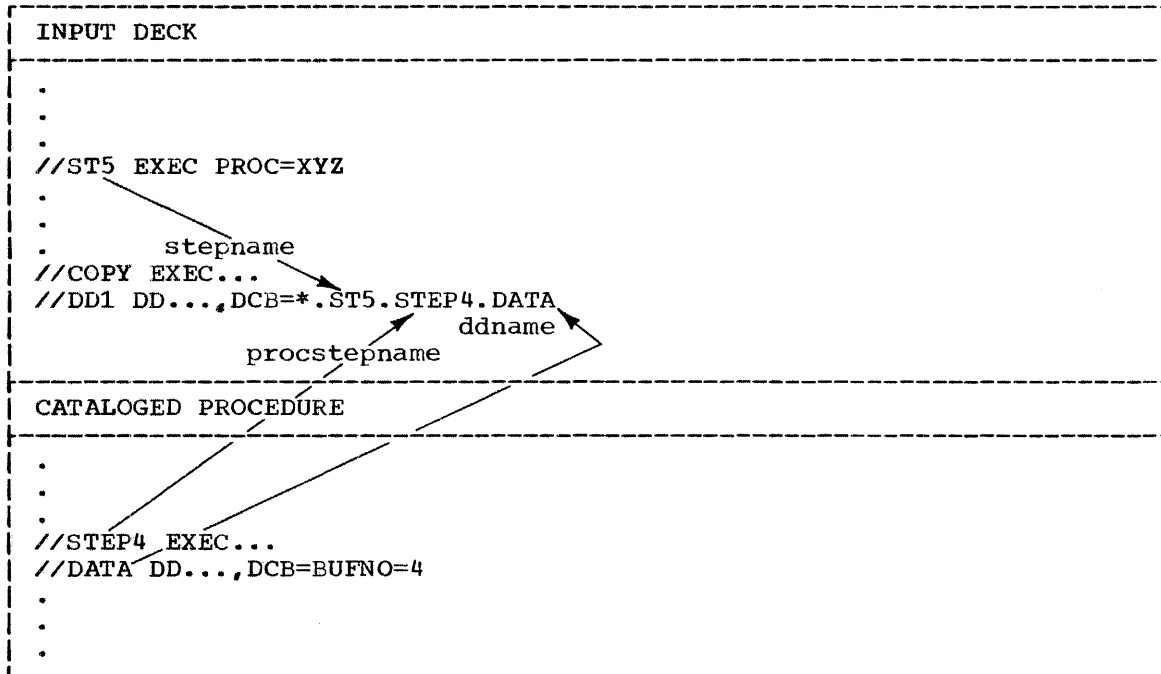 INPUT DECK
.
.
.
//ST5 EXEC PROC=XYZ
.
.
. stepname
//COPY EXEC...
//DD1 DD...,DCB=*.ST5.STEP4.DATA
ddname
procstepname
CATALOGED PROCEDURE
.
.
.
//STEP4 EXEC...
//DATA DD...,DCB=BUFNO=4
.
.
.